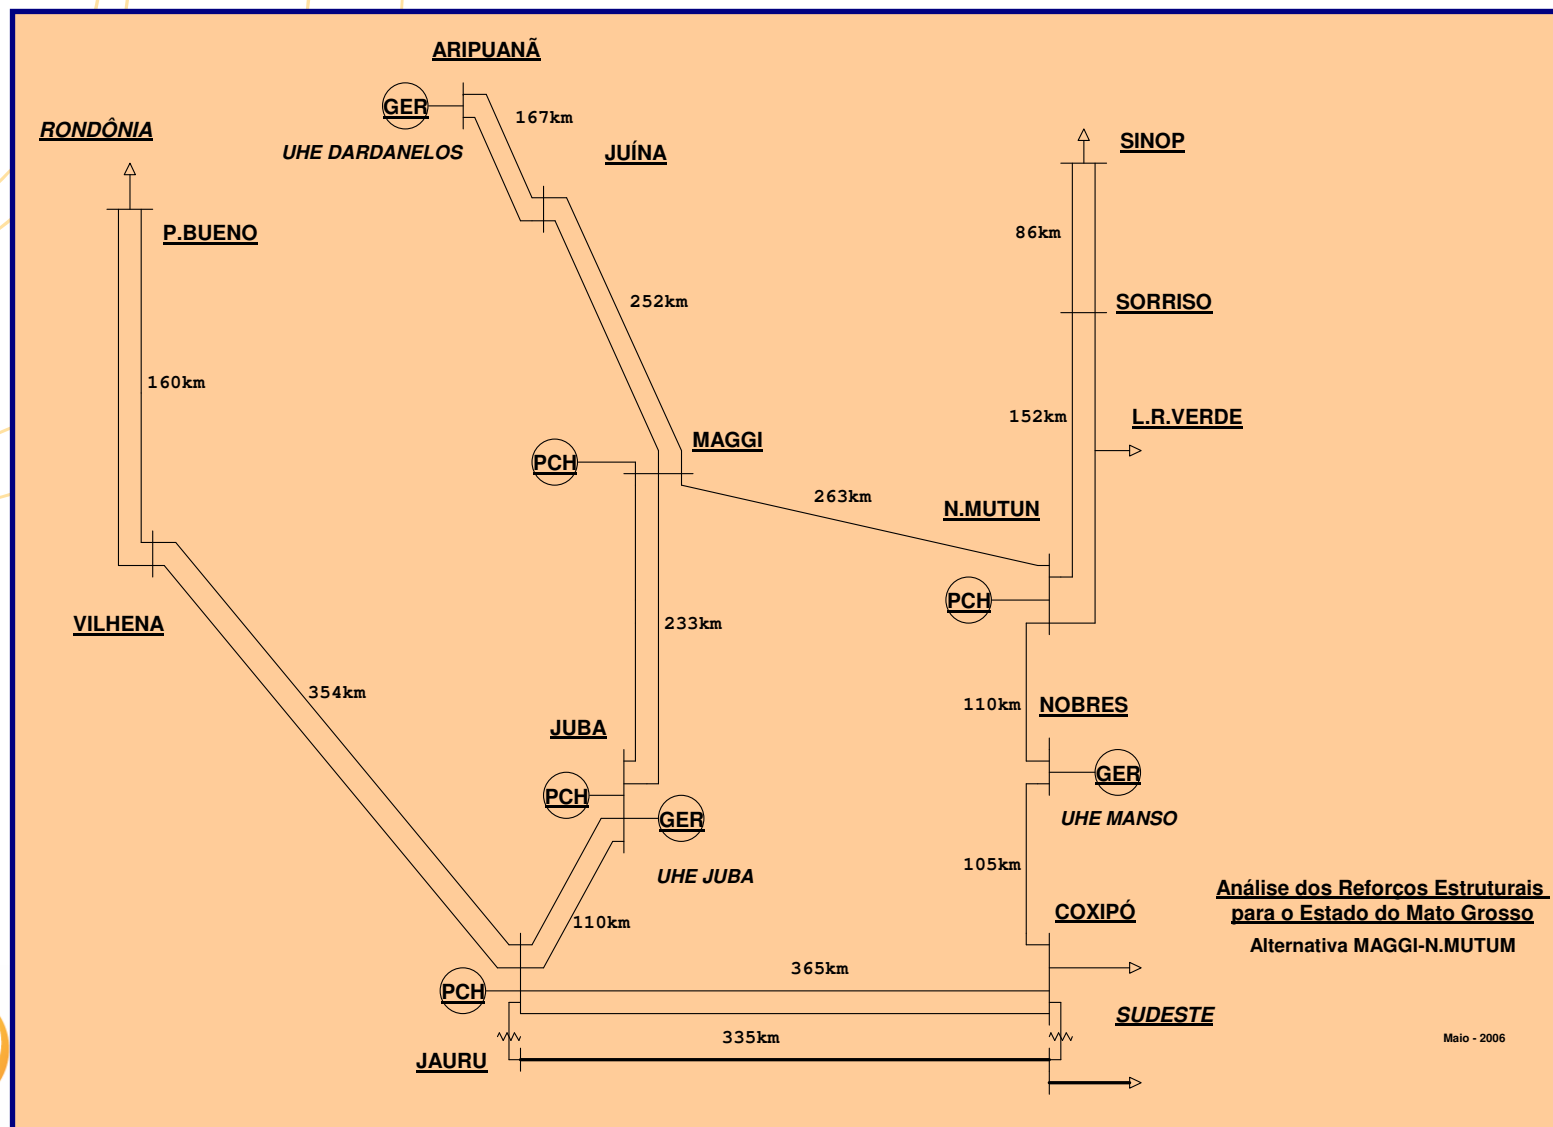 ARIPUANÃ
GER
167km
RONDÔNIA
UHE DARDANELOS
JUÍNA
SINOP
P.BUENO
86km
252km
SORRISO
160km
152km
L.R.VERDE
MAGGI
PCH
263km
N.MUTUN
PCH
VILHENA
233km
354km
110km
NOBRES
JUBA
PCH
GER
GER
UHE MANSO
UHE JUBA
105km
110km
COXIPÓ
Análise dos Reforços Estruturais
para o Estado do Mato Grosso
Alternativa MAGGI-N.MUTUM
365km
PCH
SUDESTE
335km
JAURU
Maio - 2006